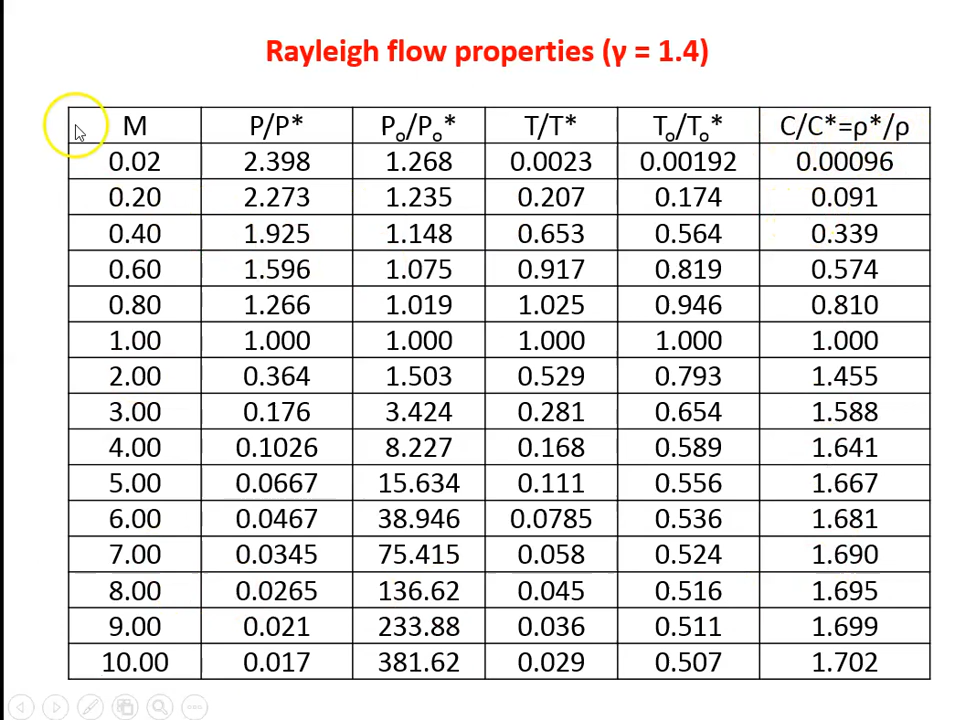 Rayleigh flow properties (γ = 1.4)
M P/P* Pₒ/Pₒ* T/T* Tₒ/Tₒ* C/C*=ρ*/ρ
0.02 2.398 1.268 0.0023 0.00192 0.00096
0.20 2.273 1.235 0.207 0.174 0.091
0.40 1.925 1.148 0.653 0.564 0.339
0.60 1.596 1.075 0.917 0.819 0.574
0.80 1.266 1.019 1.025 0.946 0.810
1.00 1.000 1.000 1.000 1.000 1.000
2.00 0.364 1.503 0.529 0.793 1.455
3.00 0.176 3.424 0.281 0.654 1.588
4.00 0.1026 8.227 0.168 0.589 1.641
5.00 0.0667 15.634 0.111 0.556 1.667
6.00 0.0467 38.946 0.0785 0.536 1.681
7.00 0.0345 75.415 0.058 0.524 1.690
8.00 0.0265 136.62 0.045 0.516 1.695
9.00 0.021 233.88 0.036 0.511 1.699
10.00 0.017 381.62 0.029 0.507 1.702